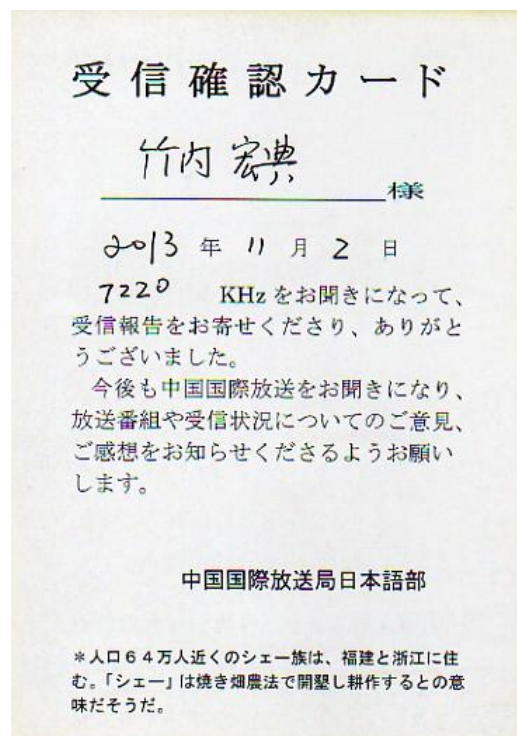 受信確認カード
竹内 宏典
様
2013 年 11 月 2 日
7220 KHz をお聞きになって、
受信報告をお寄せくださり、ありがと
うございました。
今後も中国国際放送をお聞きになり、
放送番組や受信状況についてのご意見、
ご感想をお知らせくださるようお願い
します。
中国国際放送局日本語部
＊人口６４万人近くのシェー族は、福建と浙江に住
む。「シェー」は焼き畑農法で開墾し耕作するとの意
味だそうだ。